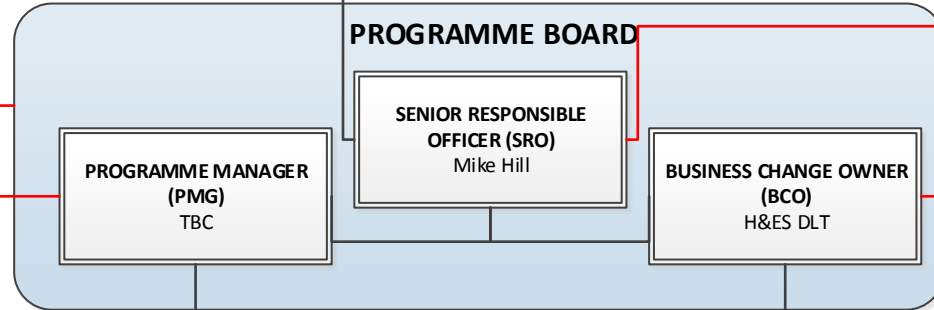 PROGRAMME BOARD
SENIOR RESPONSIBLE
OFFICER (SRO)
Mike Hill
PROGRAMME MANAGER
(PMG)
TBC
BUSINESS CHANGE OWNER
(BCO)
H&ES DLT